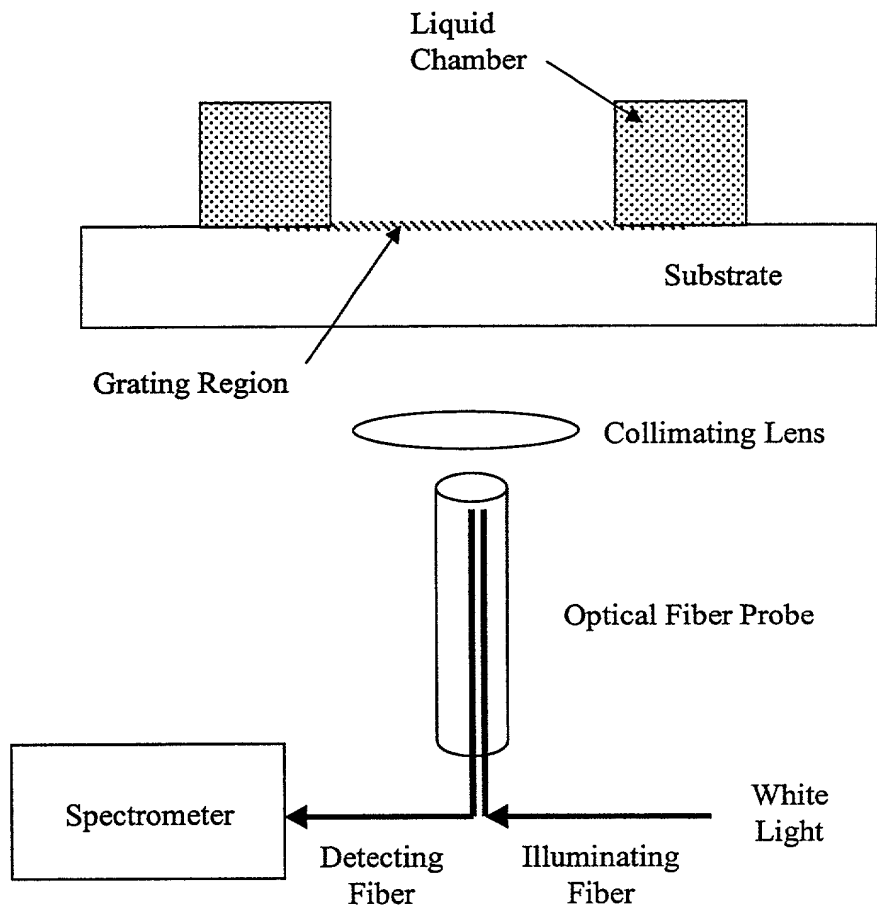 Liquid
Chamber
Substrate
Grating Region
Collimating Lens
Optical Fiber Probe
Spectrometer
White
Light
Detecting
Fiber
Illuminating
Fiber